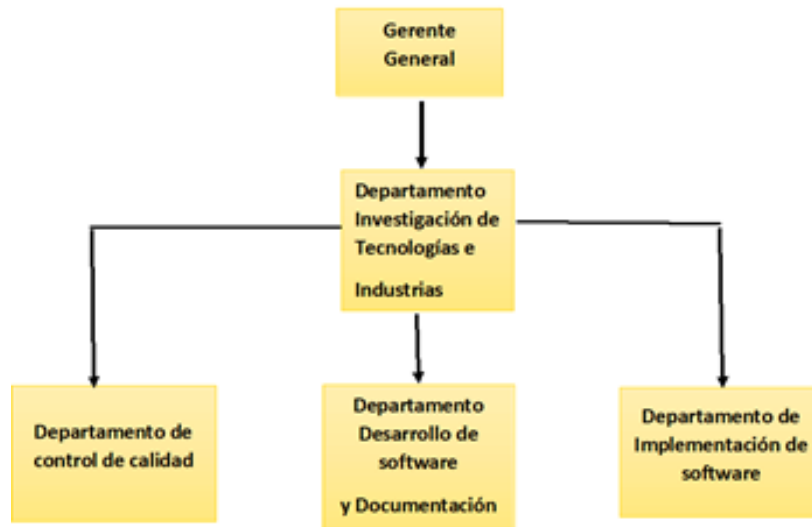 Gerente
General
Departamento
Investigación de
Tecnologías e
Industrias
Departamento de
control de calidad
Departamento
Desarrollo de
software
y Documentación
Departamento de
Implementación de
software